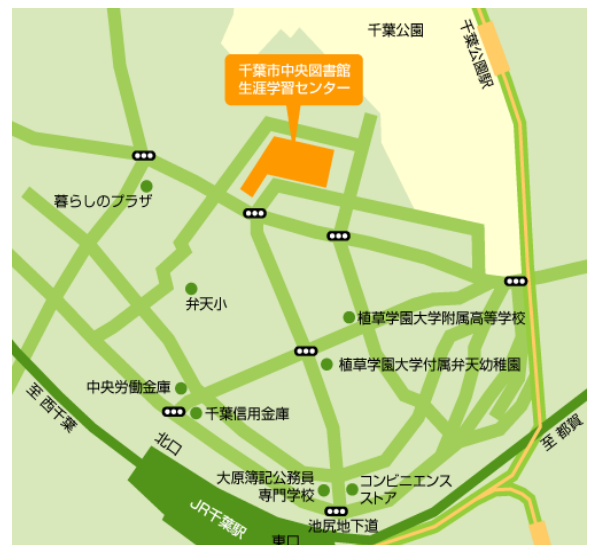 千葉公園
千葉公園駅
千葉市中央図書館
生涯学習センター
暮らしのプラザ
弁天小
植草学園大学附属高等学校
植草学園大学付属弁天幼稚園
中央労働金庫
千葉信用金庫
至 西千葉
至 都賀
北口
大原簿記公務員
専門学校
コンビニエンス
ストア
JR千葉駅
池尻地下道
東口